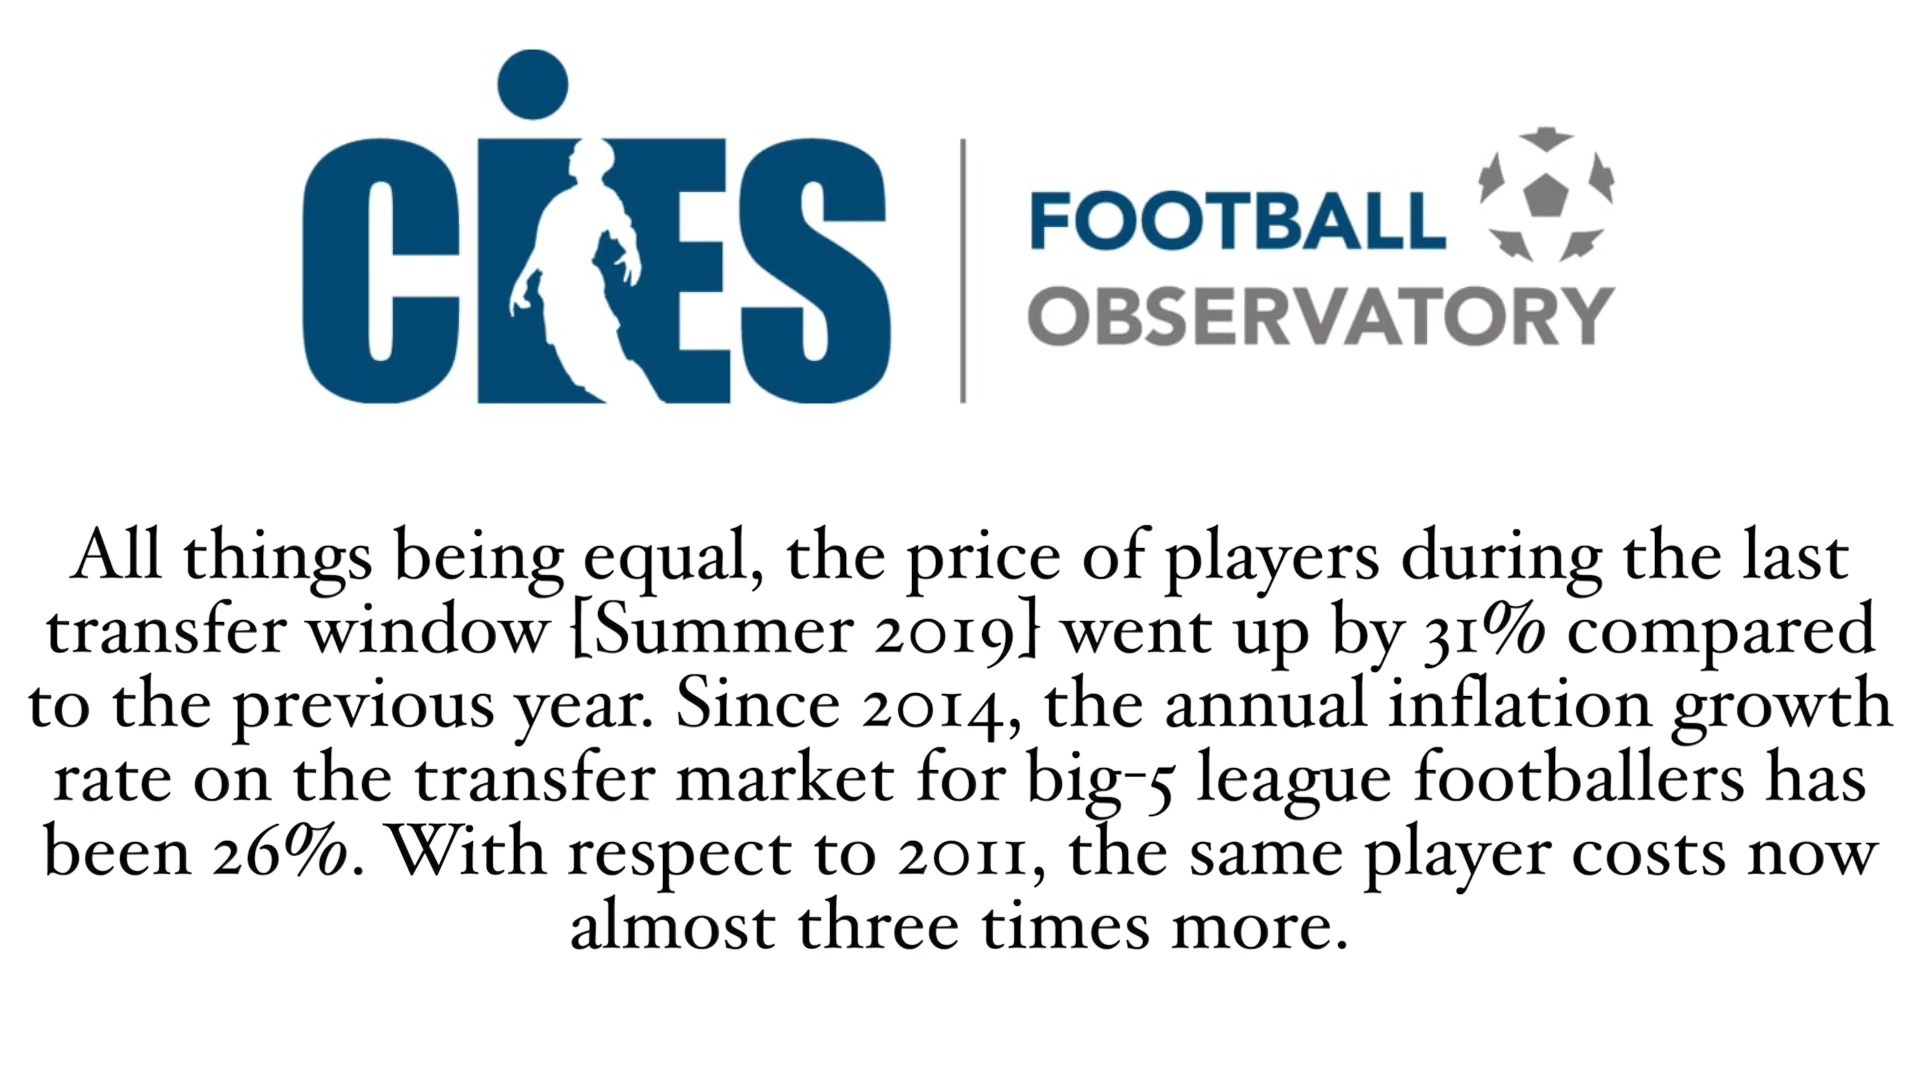 CIES
FOOTBALL
OBSERVATORY
All things being equal, the price of players during the last
transfer window [Summer 2019] went up by 31% compared
to the previous year. Since 2014, the annual inflation growth
rate on the transfer market for big-5 league footballers has
been 26%. With respect to 2011, the same player costs now
almost three times more.